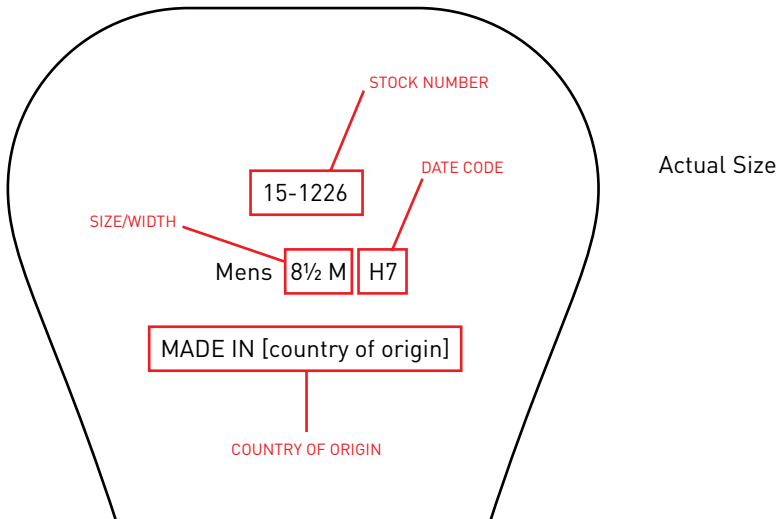 STOCK NUMBER
DATE CODE
Actual Size
15-1226
SIZE/WIDTH
Mens 8½ M H7
MADE IN [country of origin]
COUNTRY OF ORIGIN